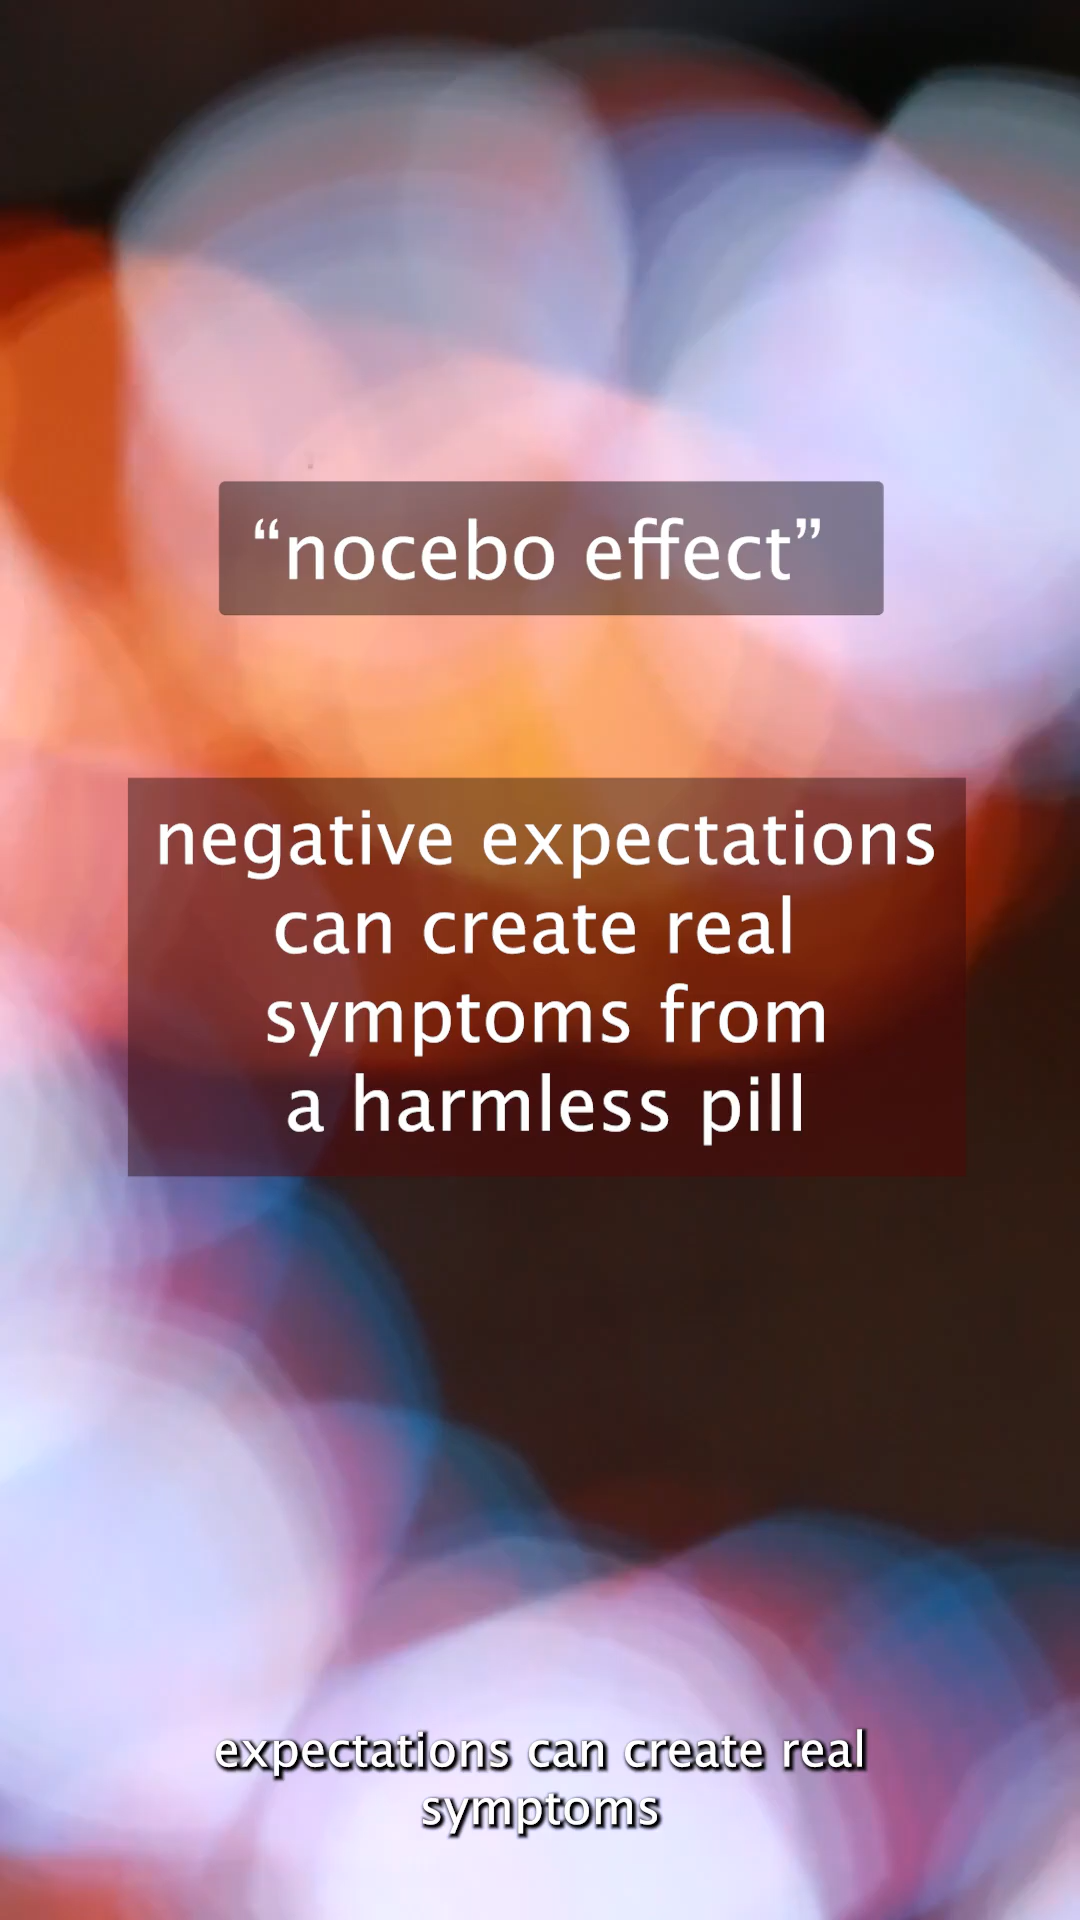 “nocebo effect”
negative expectations
can create real
symptoms from
a harmless pill
expectations can create real
symptoms